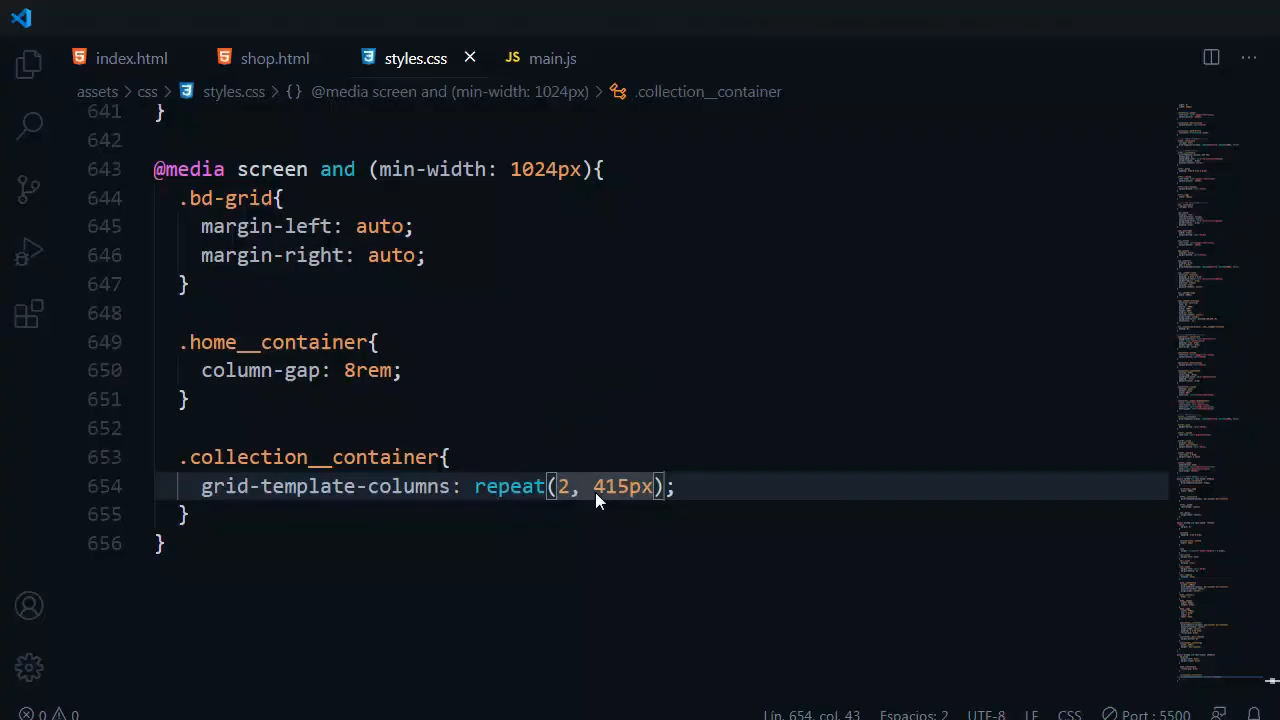 index.html shop.html styles.css JS main.js
assets > css > styles.css > {} @media screen and (min-width: 1024px) > .collection__container
641 }
642
643 @media screen and (min-width: 1024px){
644 .bd-grid{
645 margin-left: auto;
646 margin-right: auto;
647 }
648
649 .home__container{
650 column-gap: 8rem;
651 }
652
653 .collection__container{
654 grid-template-columns: repeat(2, 415px);
655 }
656 }
0 0 Lín. 654, col. 43 Espacios: 2 UTF-8 LF CSS Port : 5500